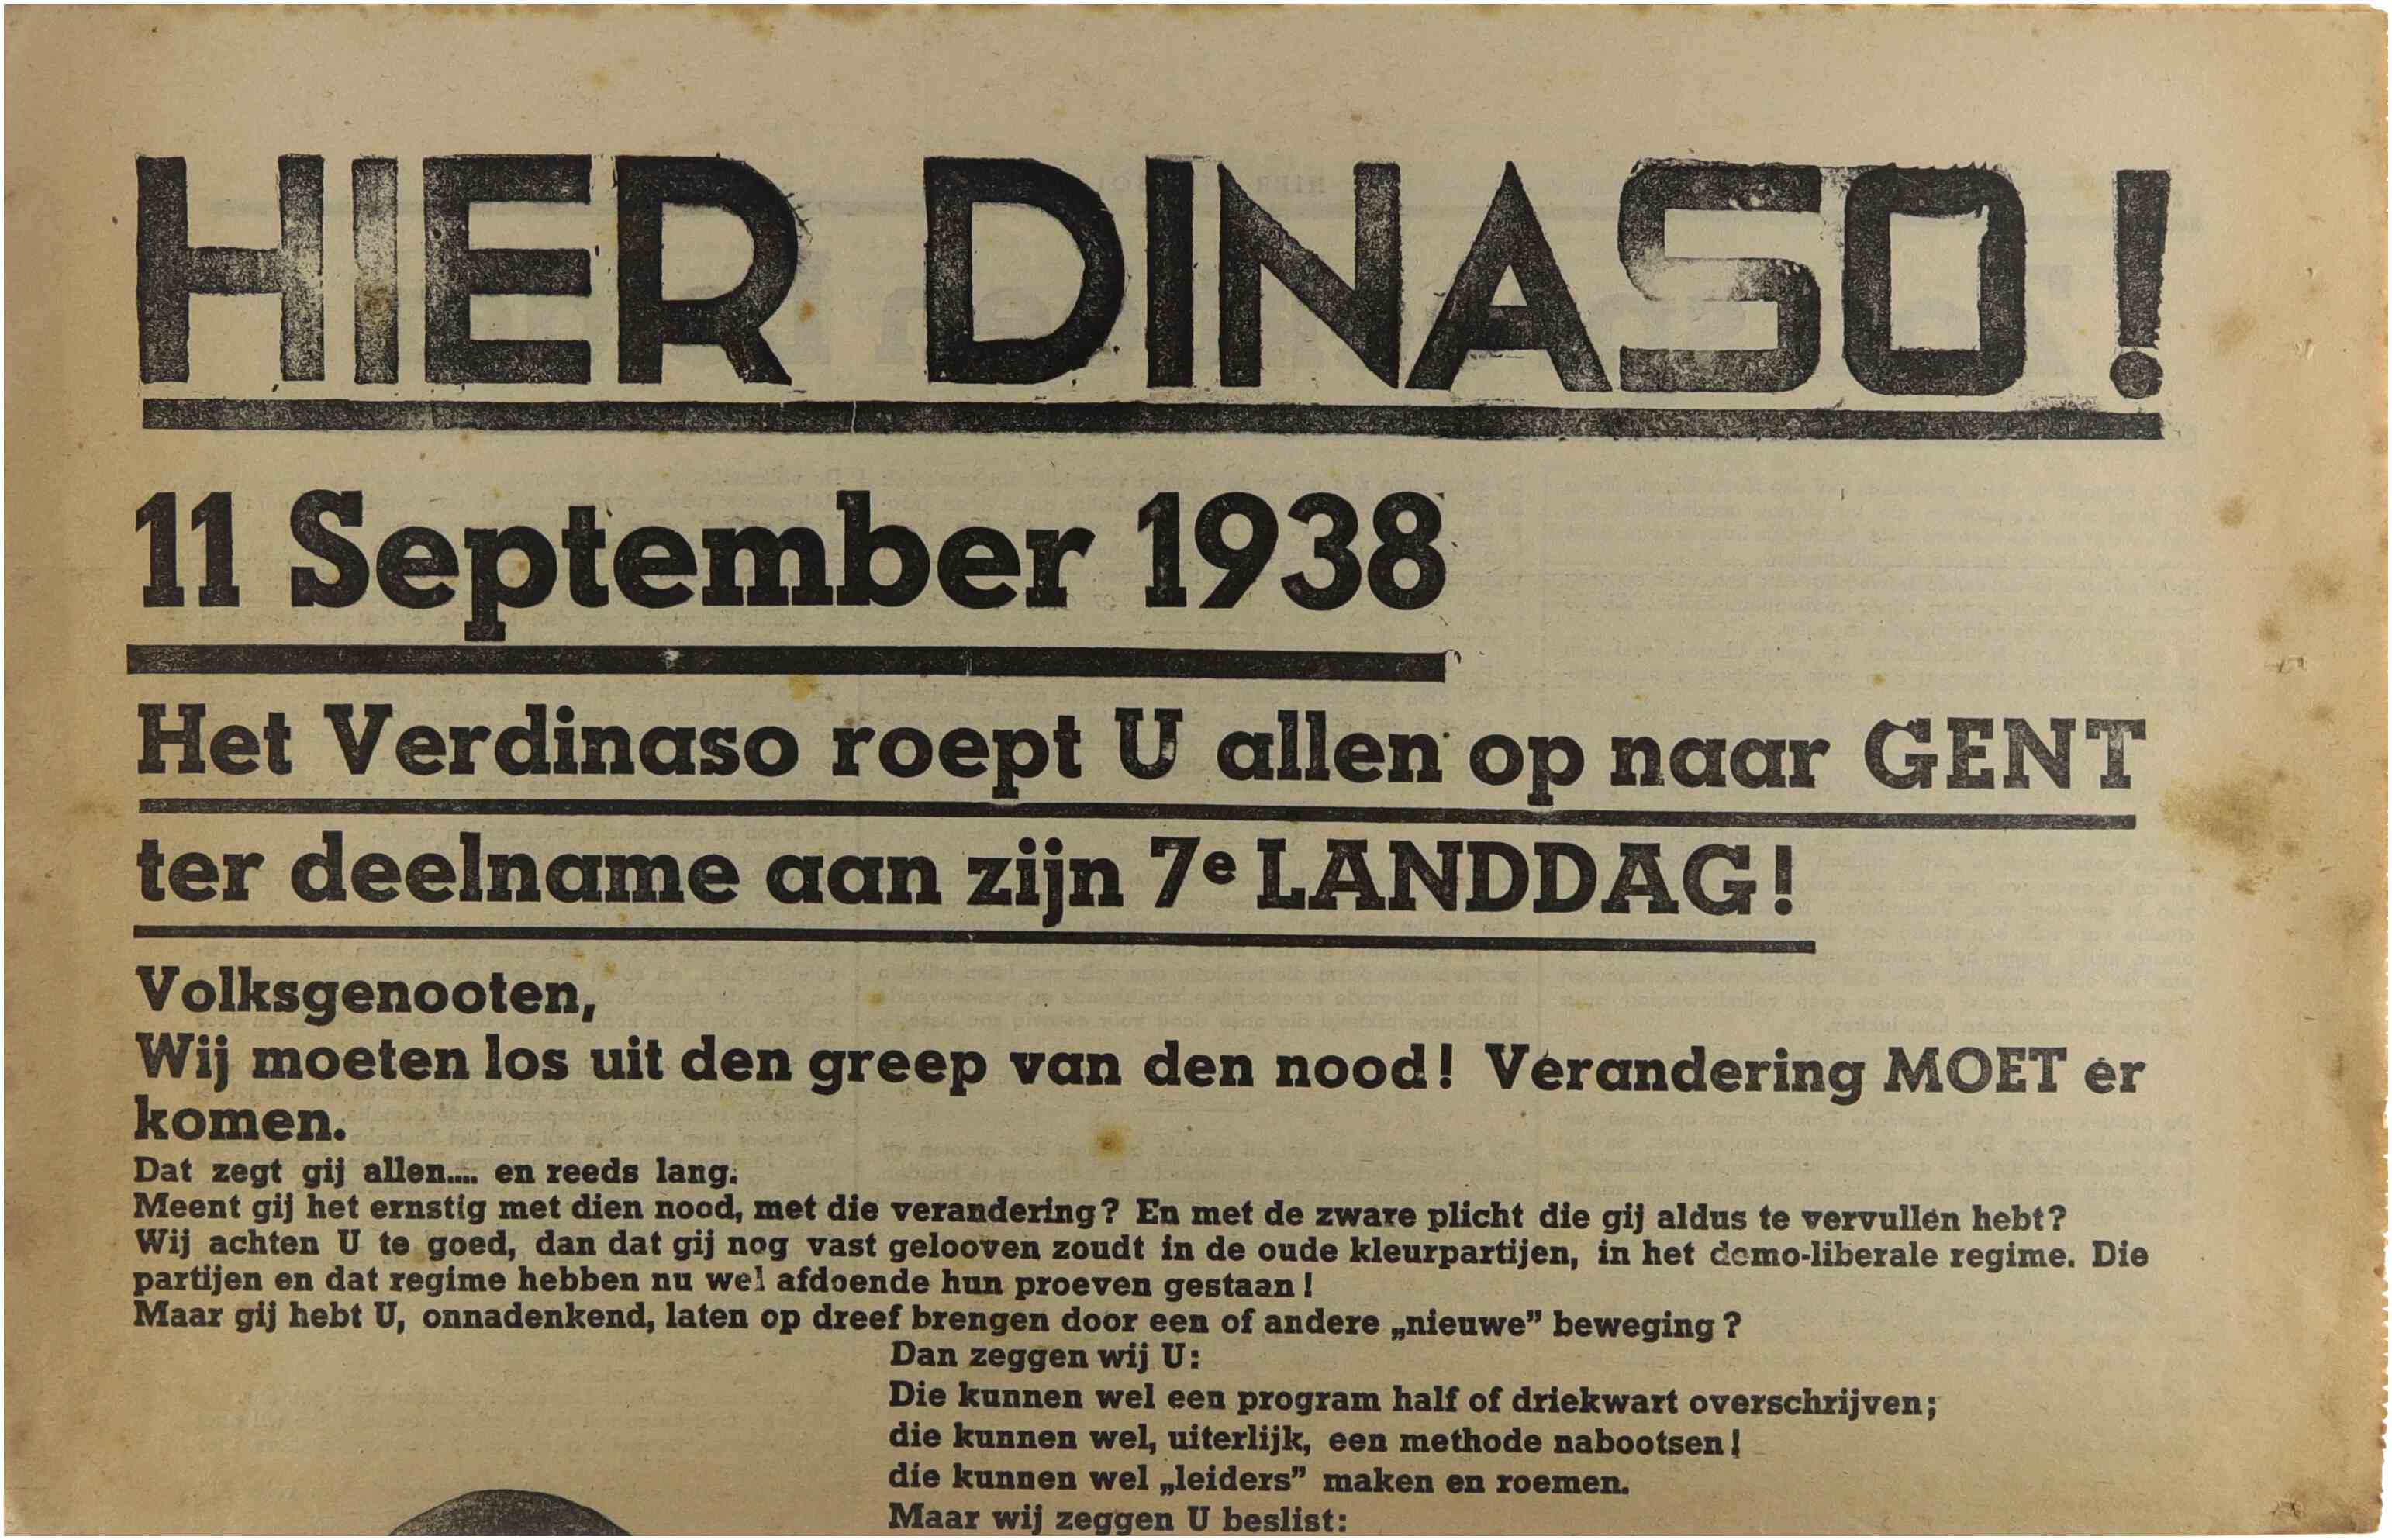 HIER DINASO!
11 September 1938
Het Verdinaso roept U allen op naar GENT
ter deelname aan zijn 7e LANDDAG!
Volksgenooten,
Wij moeten los uit den greep van den nood! Verandering MOET er
komen.
Dat zegt gij allen.... en reeds lang.
Meent gij het ernstig met dien nood, met die verandering? En met de zware plicht die gij aldus te vervullen hebt?
Wij achten U te goed, dan dat gij nog vast gelooven zoudt in de oude kleurpartijen, in het demo-liberale regime. Die
partijen en dat regime hebben nu wel afdoende hun proeven gestaan!
Maar gij hebt U, onnadenkend, laten op dreef brengen door een of andere „nieuwe” beweging?
Dan zeggen wij U:
Die kunnen wel een program half of driekwart overschrijven;
die kunnen wel, uiterlijk, een methode nabootsen!
die kunnen wel „leiders” maken en roemen.
Maar wij zeggen U beslist: